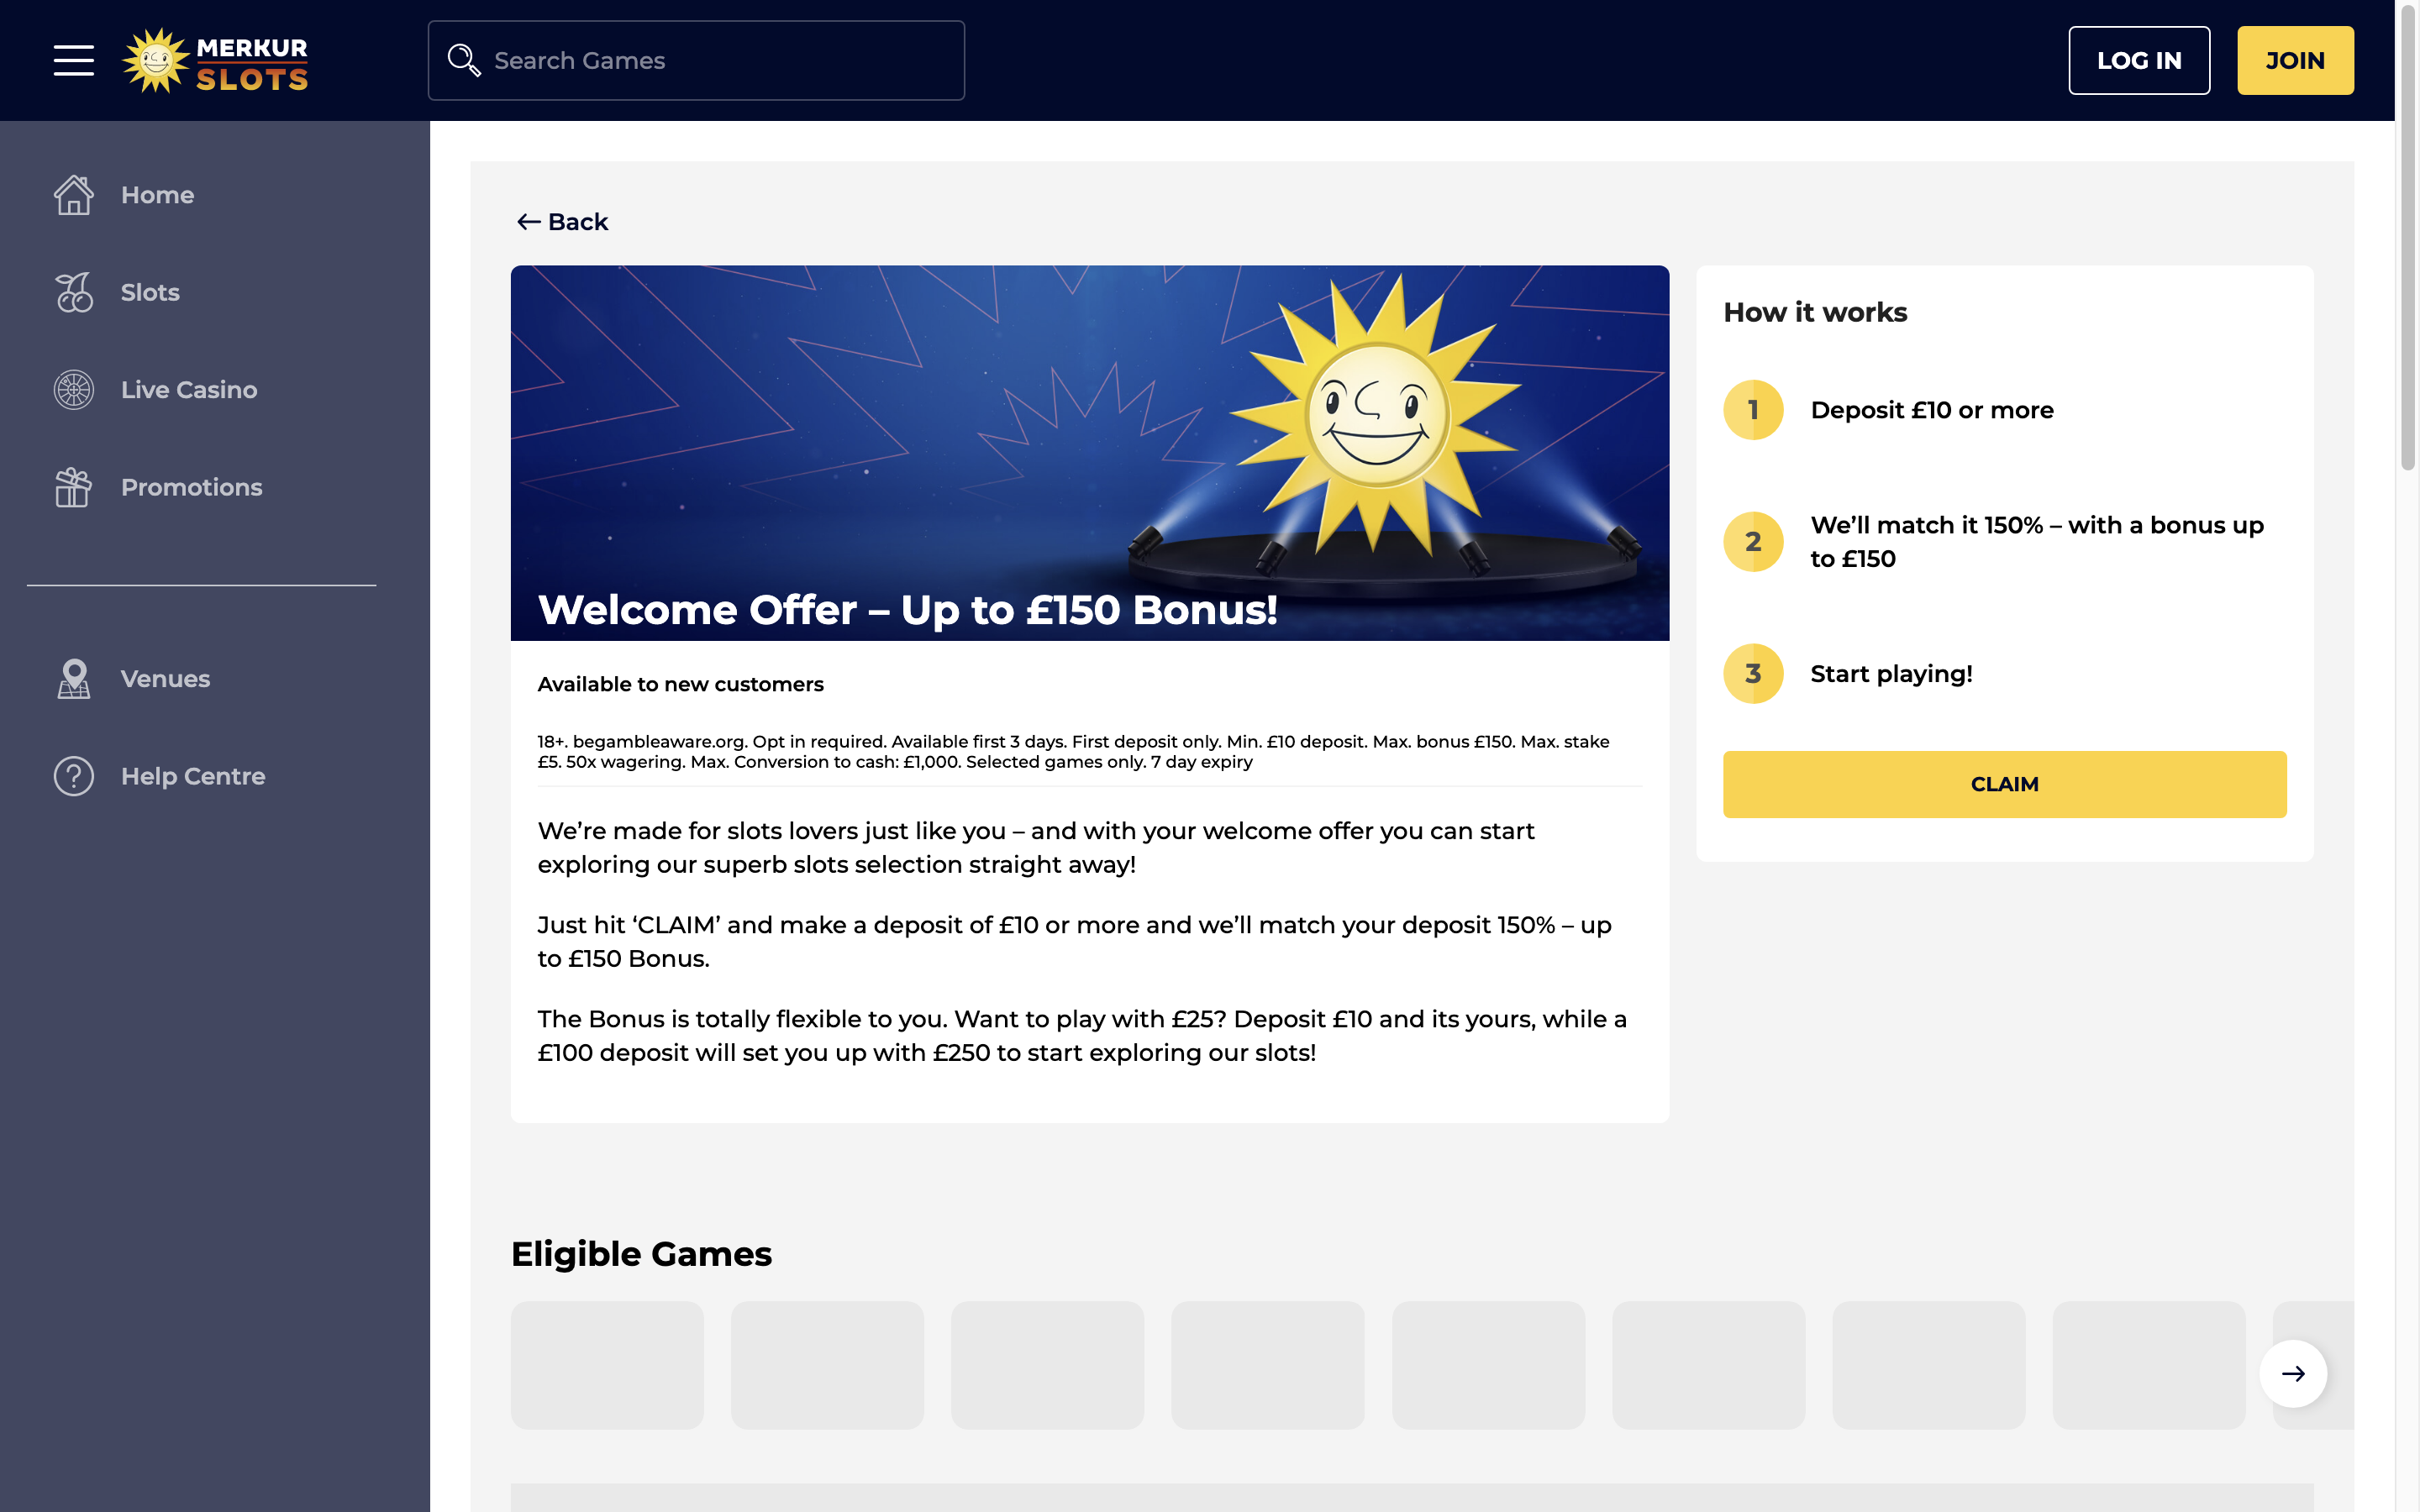 MERKUR
SLOTS
Search Games
LOG IN
JOIN
Home
Slots
Live Casino
Promotions
Venues
Help Centre
Back
Welcome Offer – Up to £150 Bonus!
Available to new customers
18+. begambleaware.org. Opt in required. Available first 3 days. First deposit only. Min. £10 deposit. Max. bonus £150. Max. stake
£5. 50x wagering. Max. Conversion to cash: £1,000. Selected games only. 7 day expiry
We’re made for slots lovers just like you – and with your welcome offer you can start
exploring our superb slots selection straight away!
Just hit ‘CLAIM’ and make a deposit of £10 or more and we’ll match your deposit 150% – up
to £150 Bonus.
The Bonus is totally flexible to you. Want to play with £25? Deposit £10 and its yours, while a
£100 deposit will set you up with £250 to start exploring our slots!
How it works
1
Deposit £10 or more
2
We’ll match it 150% – with a bonus up
to £150
3
Start playing!
CLAIM
Eligible Games